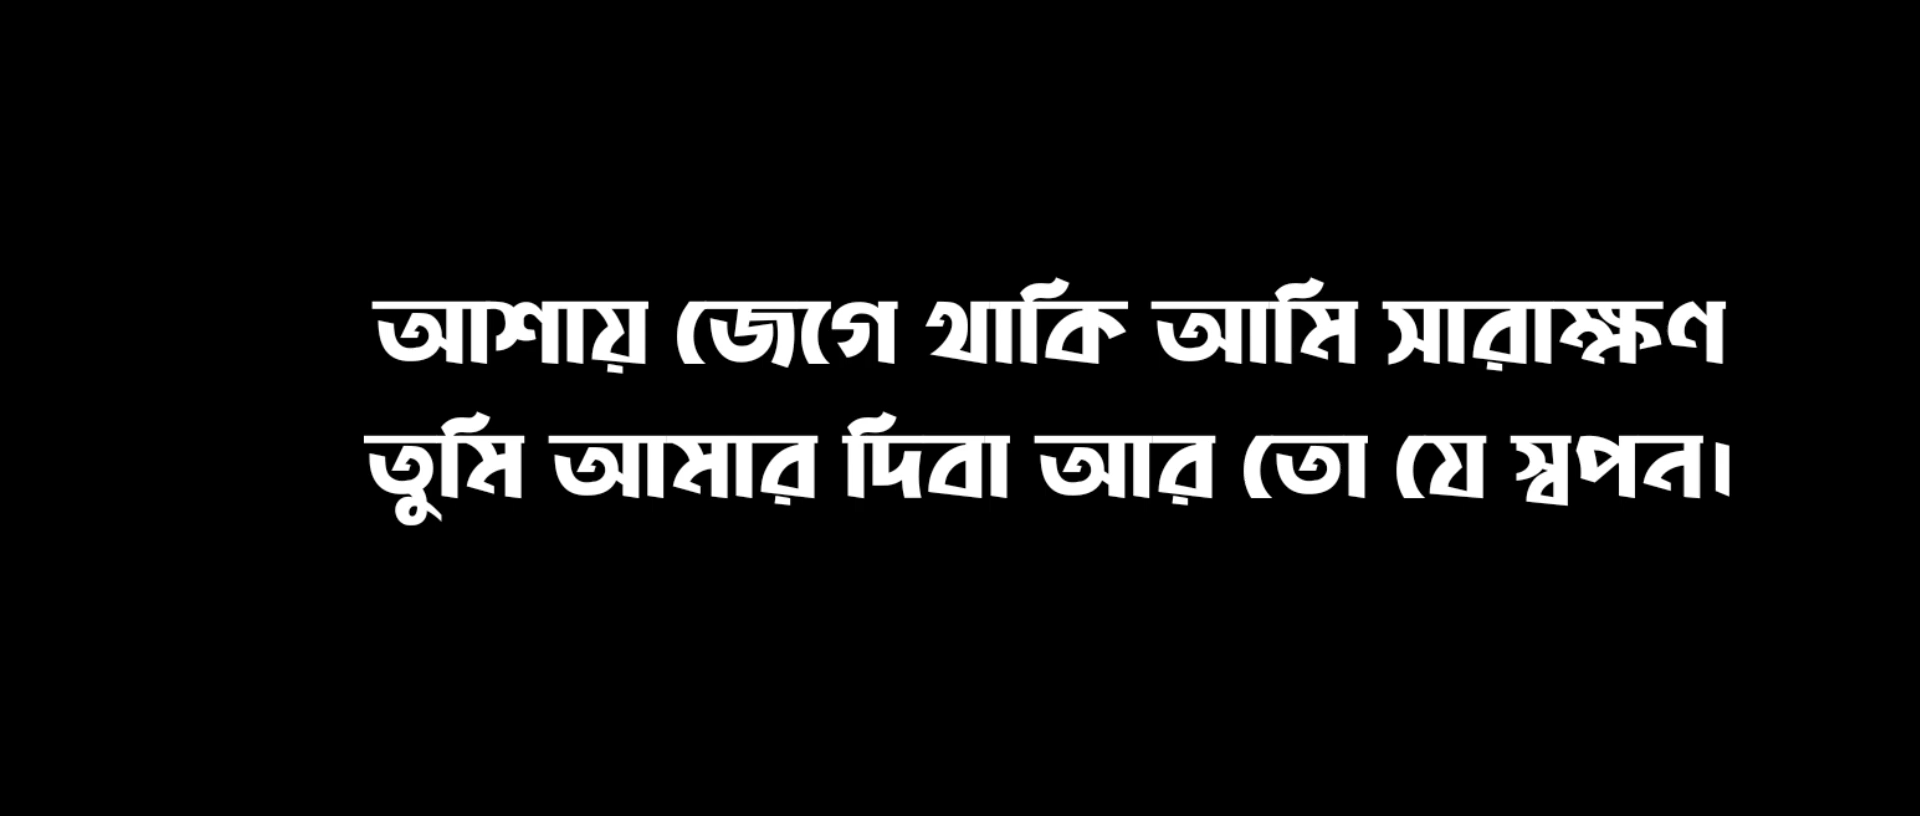 আশায় জেগে থাকি আমি সারাক্ষণ
তুমি আমার দিবা আর তো যে স্বপন।